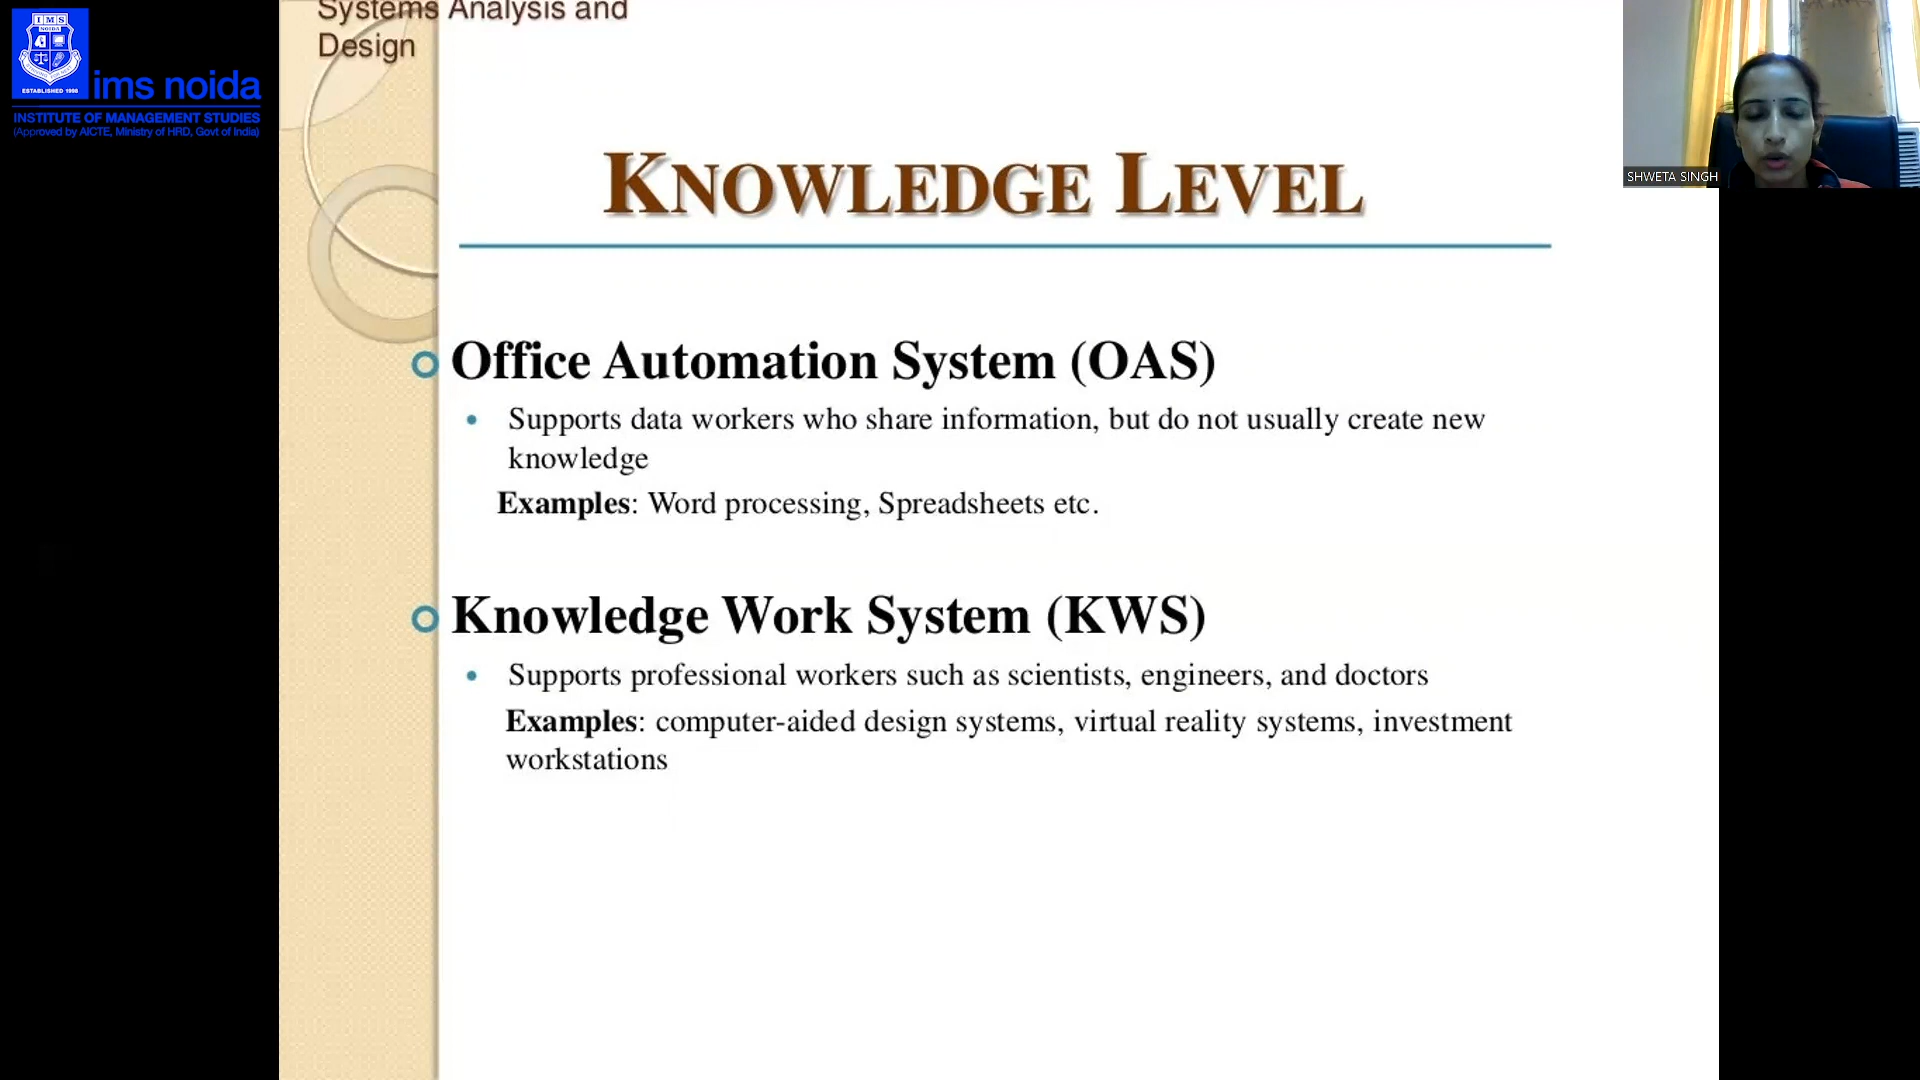 Systems Analysis and
Design
IMS
NOIDA
ESTABLISHED 1998
ims noida
INSTITUTE OF MANAGEMENT STUDIES
(Approved by AICTE, Ministry of HRD, Govt of India)
SHWETA SINGH
KNOWLEDGE LEVEL
Office Automation System (OAS)
• Supports data workers who share information, but do not usually create new
knowledge
Examples: Word processing, Spreadsheets etc.
Knowledge Work System (KWS)
• Supports professional workers such as scientists, engineers, and doctors
Examples: computer-aided design systems, virtual reality systems, investment
workstations